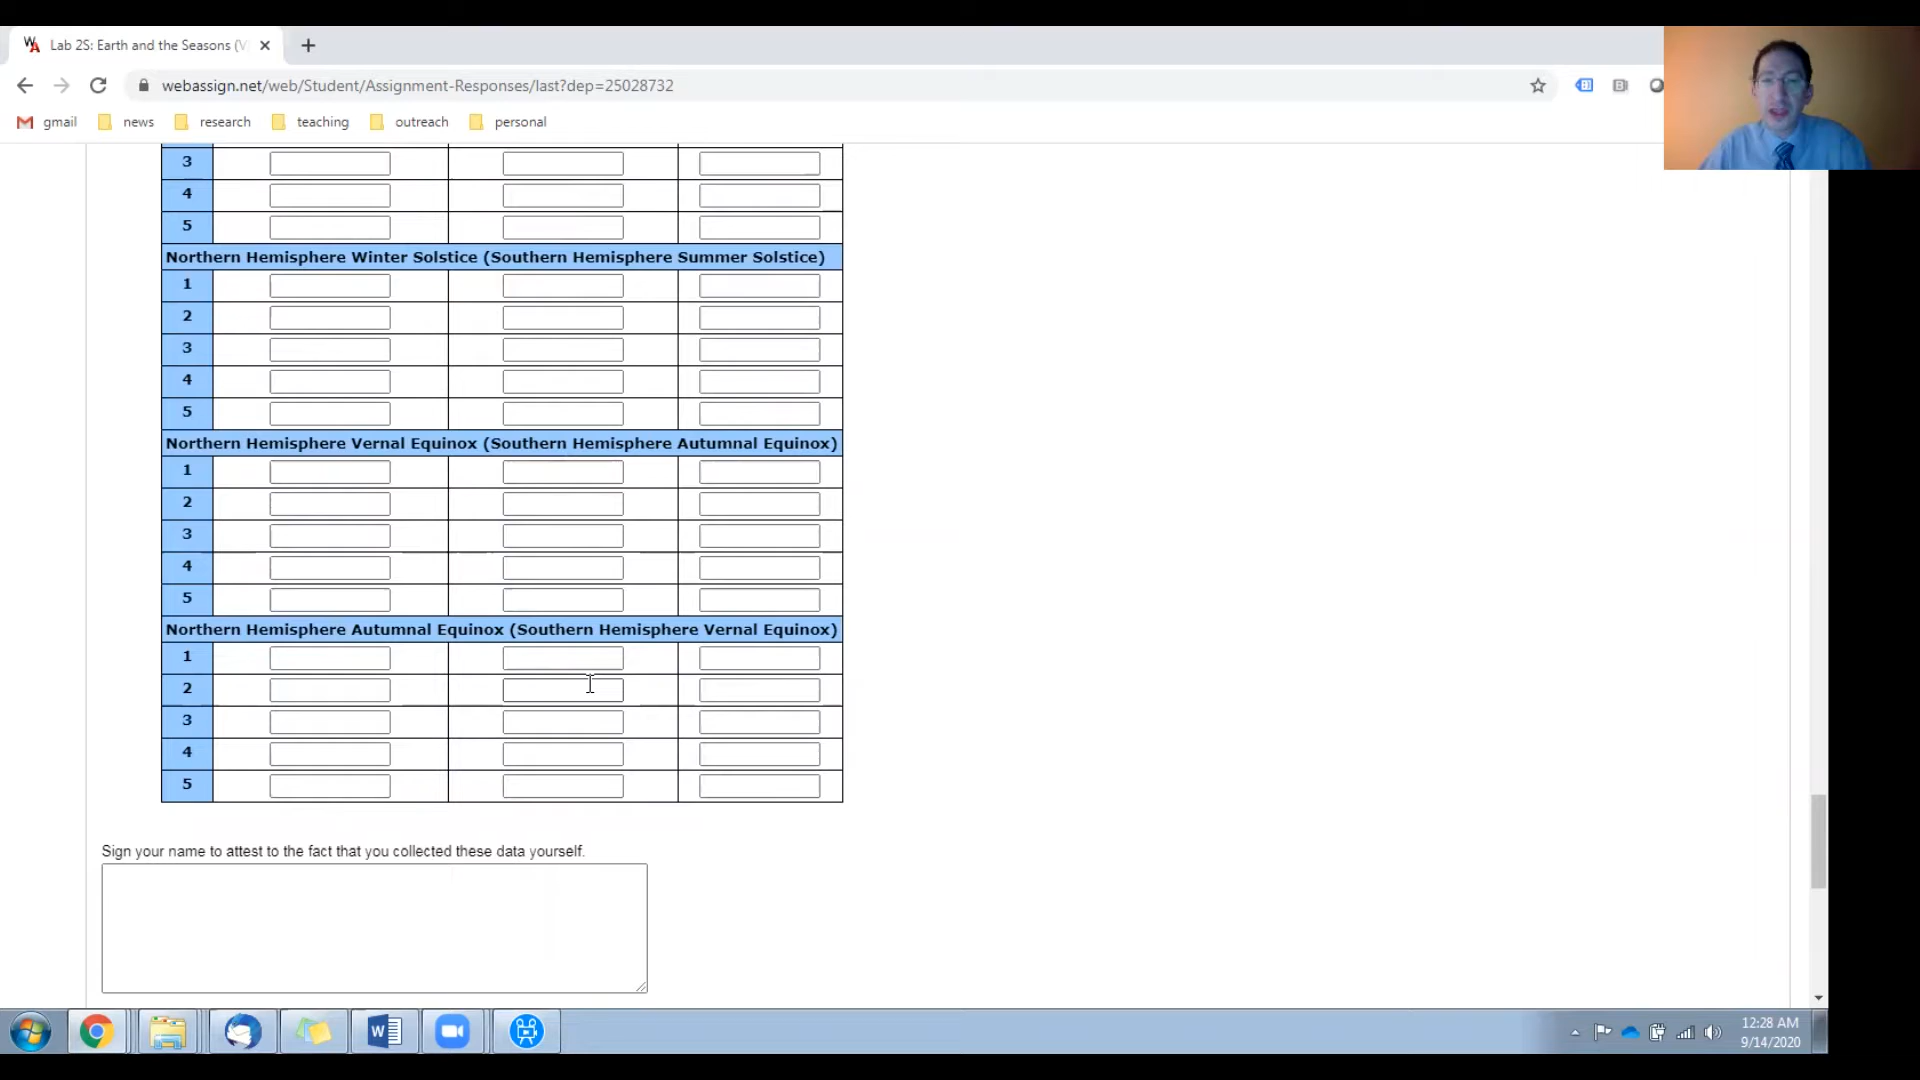 Lab 2S: Earth and the Seasons (V
webassign.net/web/Student/Assignment-Responses/last?dep=25028732
gmail news research teaching outreach personal
3
4
5
Northern Hemisphere Winter Solstice (Southern Hemisphere Summer Solstice)
1
2
3
4
5
Northern Hemisphere Vernal Equinox (Southern Hemisphere Autumnal Equinox)
1
2
3
4
5
Northern Hemisphere Autumnal Equinox (Southern Hemisphere Vernal Equinox)
1
2
3
4
5
Sign your name to attest to the fact that you collected these data yourself.
12:28 AM
9/14/2020